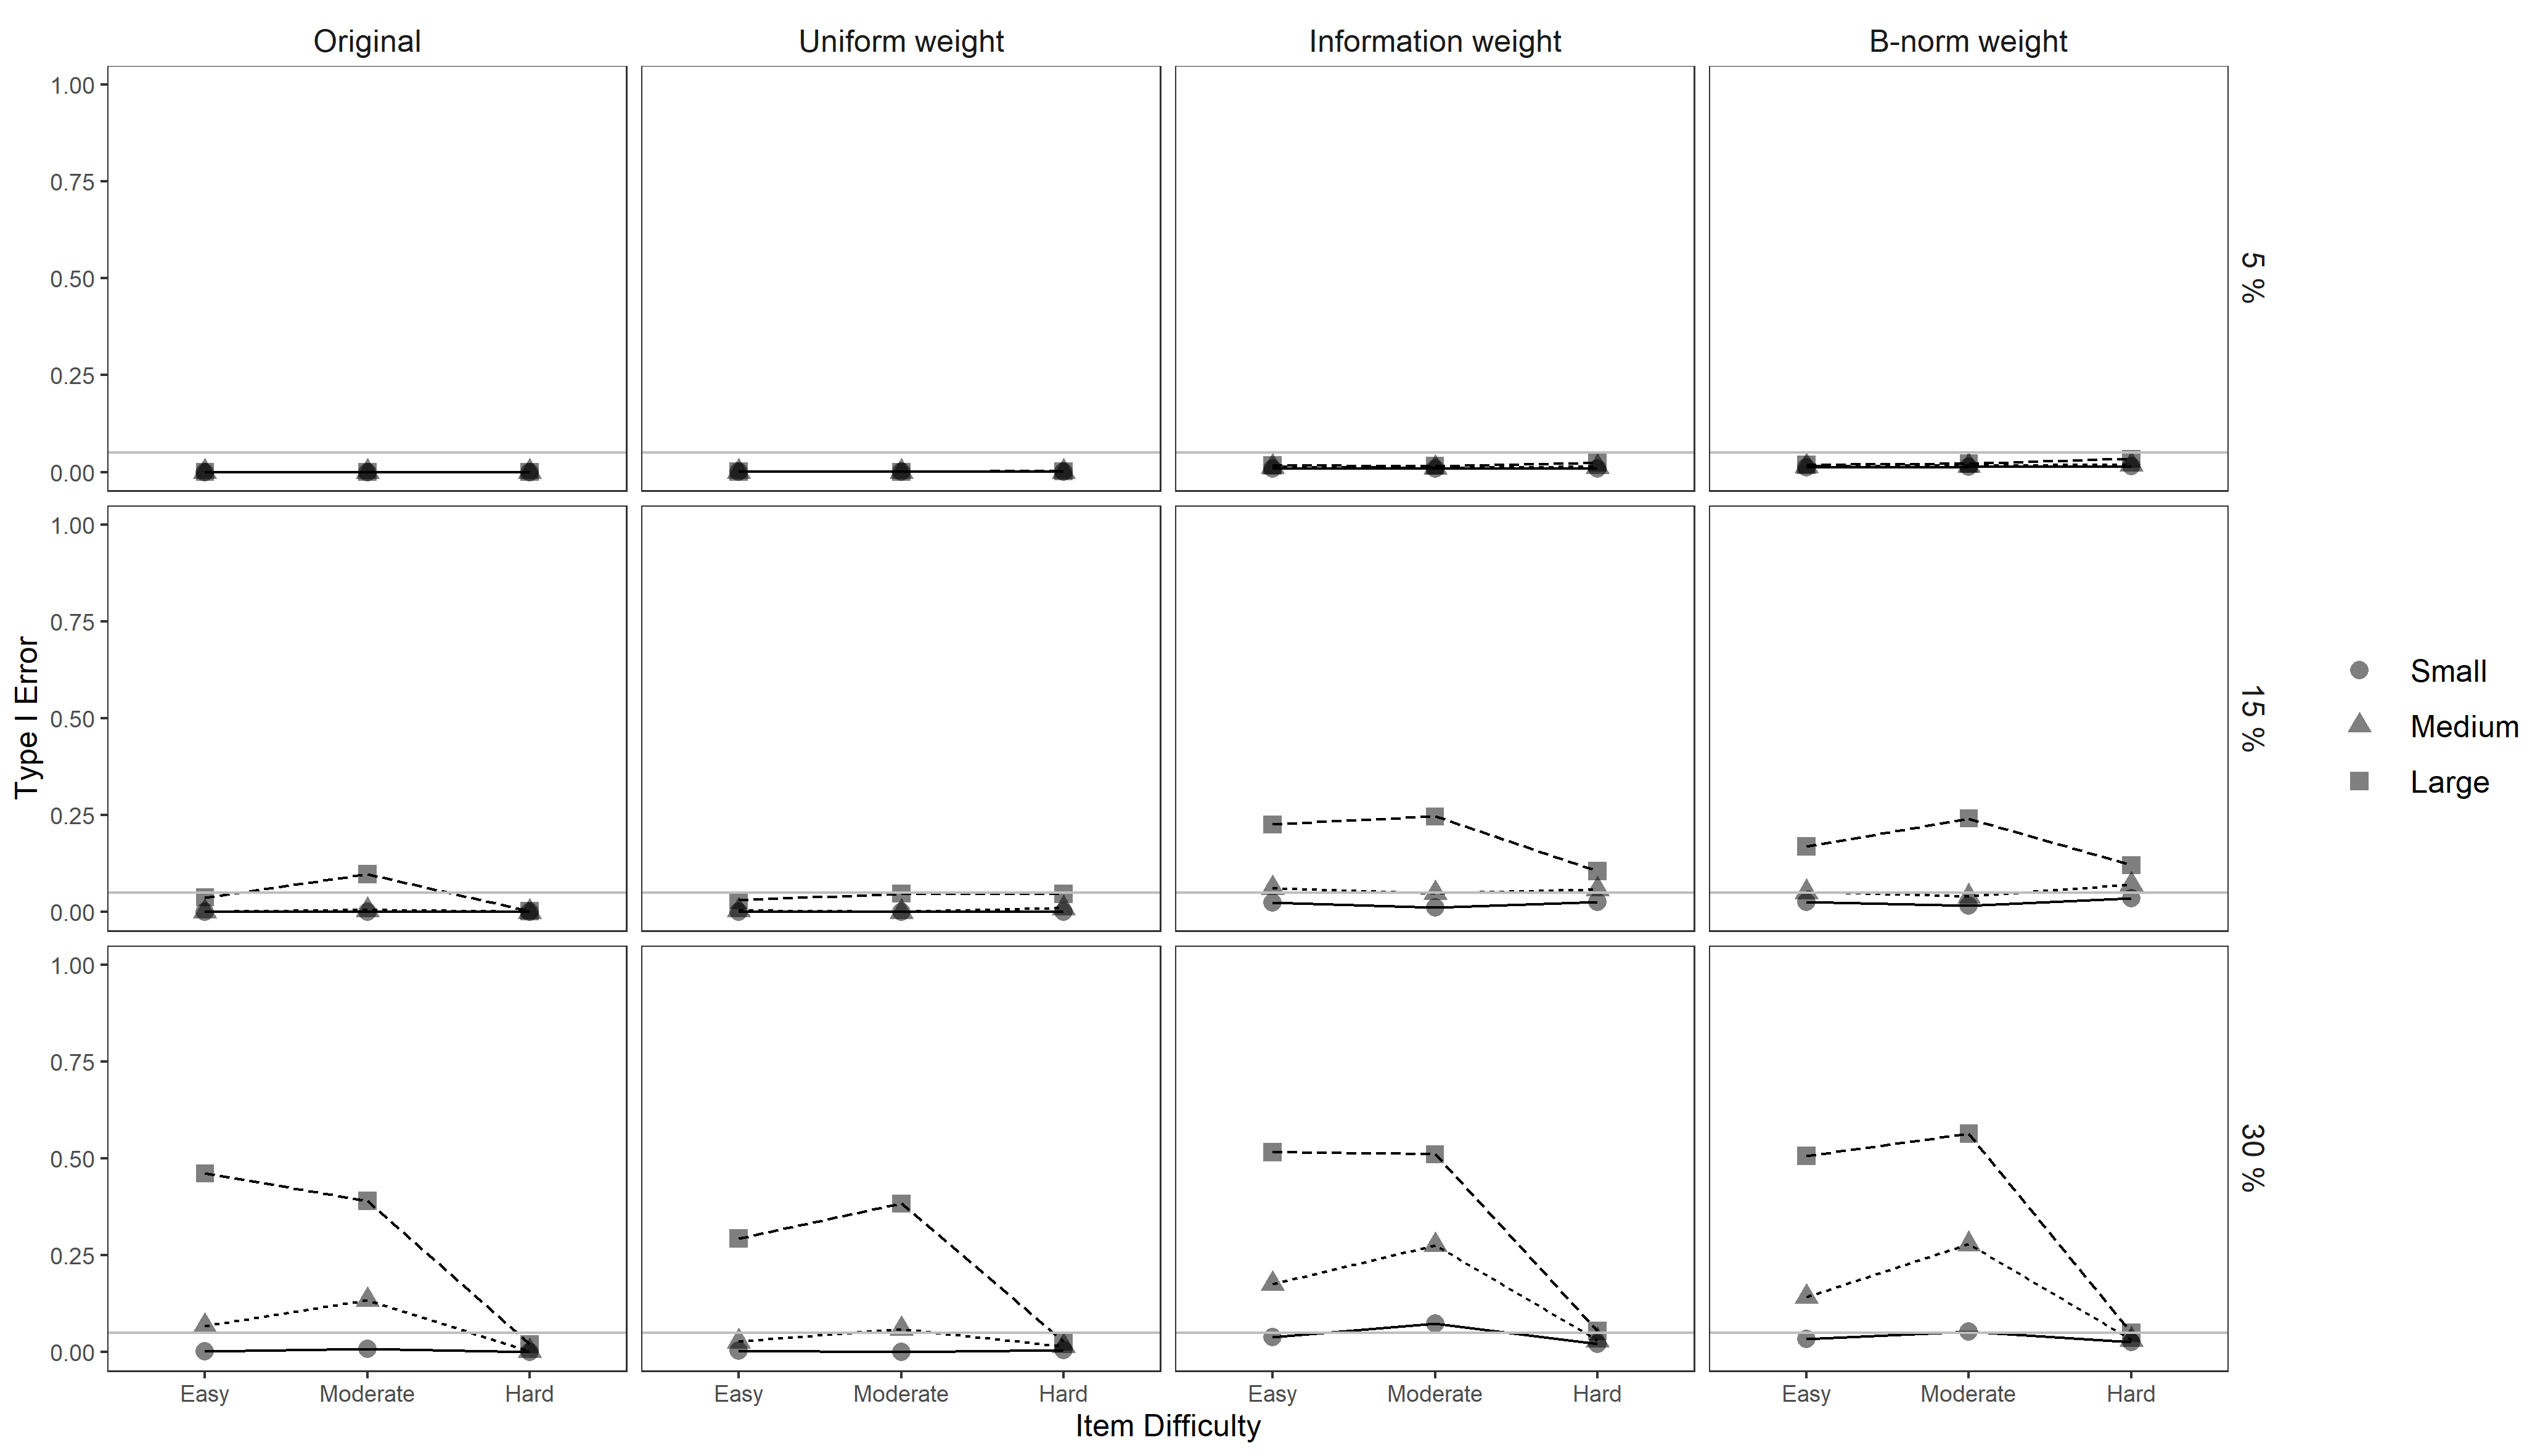 Original
Uniform weight
Information weight
B-norm weight
1.00
0.75
0.50
0.25
0.00
5 %
1.00
0.75
0.50
0.25
0.00
15 %
1.00
0.75
0.50
0.25
0.00
30 %
Type I Error
Easy
Moderate
Hard
Easy
Moderate
Hard
Easy
Moderate
Hard
Easy
Moderate
Hard
Item Difficulty
Small
Medium
Large